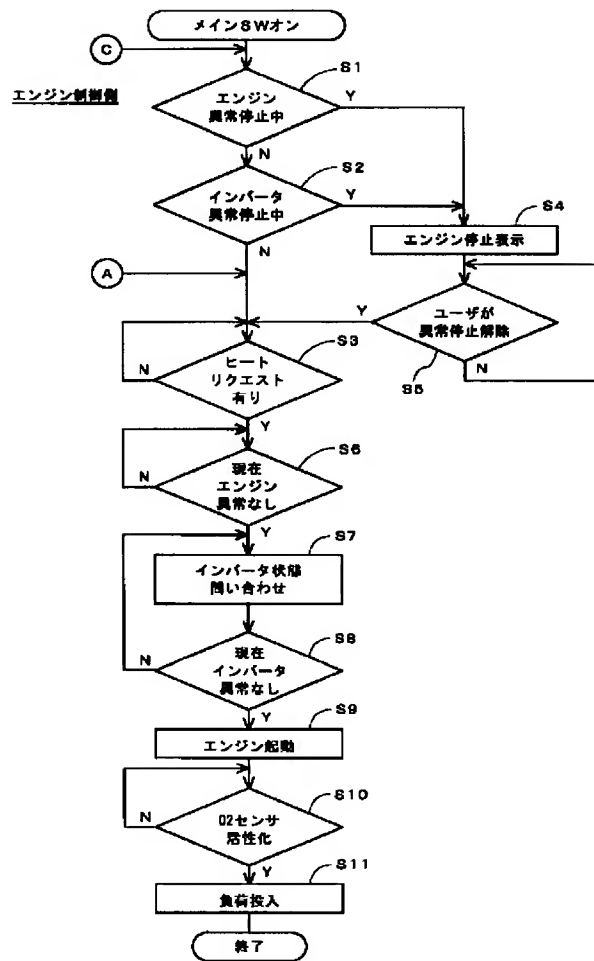 メインSWオン
C
エンジン制御側
S1
エンジン
異常停止中
Y
N
S2
インバータ
異常停止中
Y
N
S4
エンジン停止表示
A
Y
ユーザが
異常停止解除
S5
N
S3
ヒート
リクエスト
有り
N
Y
S6
現在
エンジン
異常なし
N
Y
S7
インバータ状態
問い合わせ
S8
現在
インバータ
異常なし
N
Y
S9
エンジン起動
S10
O2センサ
活性化
N
Y
S11
負荷投入
終了